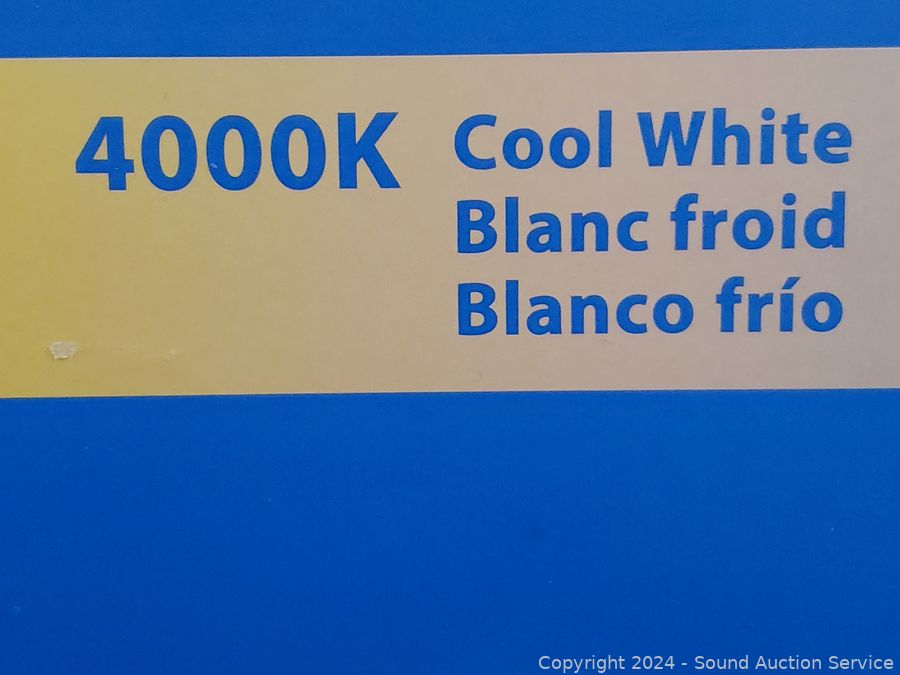 4000K
Cool White
Blanc froid
Blanco frío
Copyright 2024 - Sound Auction Service